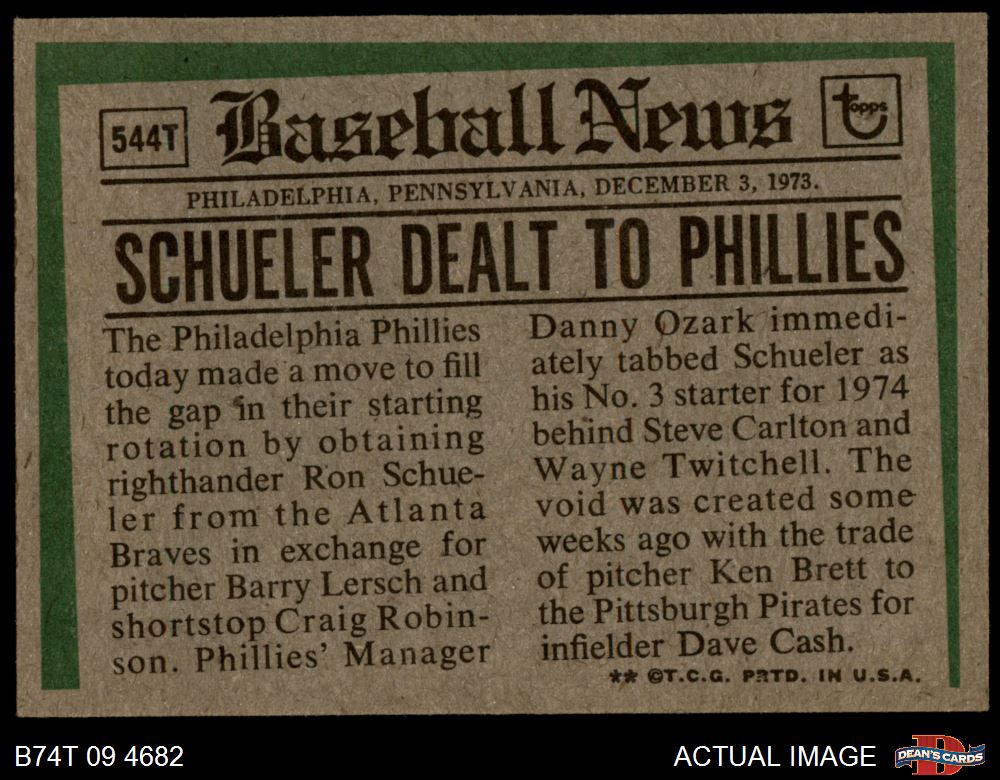 544T
Baseball News
topps
PHILADELPHIA, PENNSYLVANIA, DECEMBER 3, 1973.
SCHUELER DEALT TO PHILLIES
The Philadelphia Phillies
today made a move to fill
the gap in their starting
rotation by obtaining
righthander Ron Schue-
ler from the Atlanta
Braves in exchange for
pitcher Barry Lersch and
shortstop Craig Robin-
son. Phillies' Manager
Danny Ozark immedi-
ately tabbed Schueler as
his No. 3 starter for 1974
behind Steve Carlton and
Wayne Twitchell. The
void was created some
weeks ago with the trade
of pitcher Ken Brett to
the Pittsburgh Pirates for
infielder Dave Cash.
** ©T.C.G. PRTD. IN U.S.A.
B74T 09 4682
ACTUAL IMAGE
D
DEAN'S CARDS